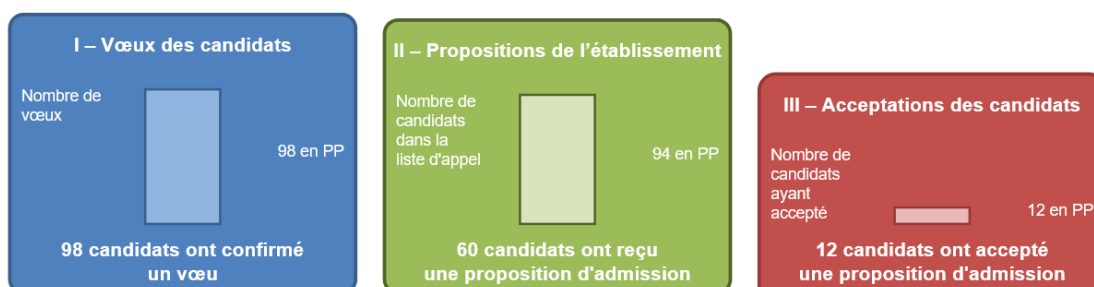 I – Vœux des candidats
Nombre de
vœux
98 en PP
98 candidats ont confirmé
un vœu
II – Propositions de l'établissement
Nombre de
candidats
dans la
liste d'appel
94 en PP
60 candidats ont reçu
une proposition d'admission
III – Acceptations des candidats
Nombre de
candidats
ayant
accepté
12 en PP
12 candidats ont accepté
une proposition d'admission